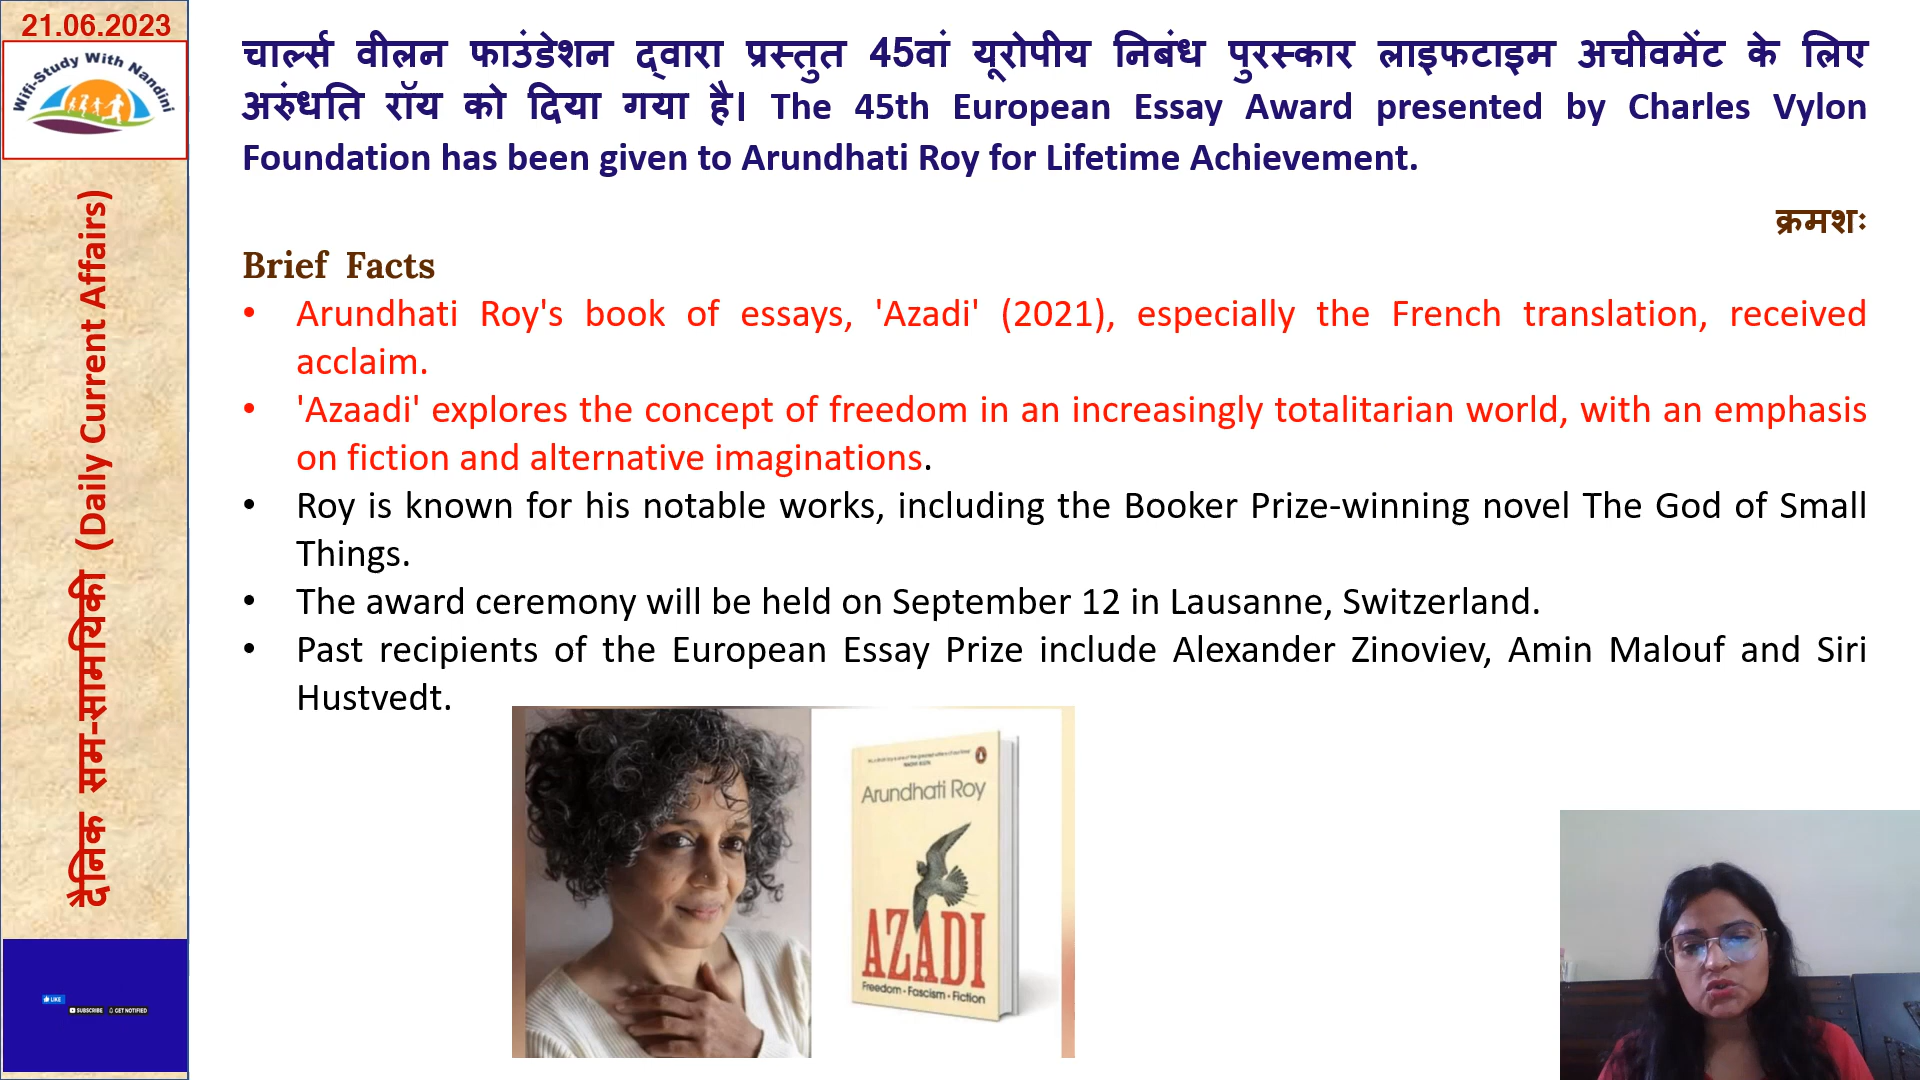 21.06.2023
Wifi-Study With Nandini
दैनिक सम-सामयिकी (Daily Current Affairs)
LIKE
SUBSCRIBE GET NOTIFIED
चार्ल्स वीलन फाउंडेशन द्वारा प्रस्तुत 45वां यूरोपीय निबंध पुरस्कार लाइफटाइम अचीवमेंट के लिए
अरुंधति रॉय को दिया गया है। The 45th European Essay Award presented by Charles Vylon
Foundation has been given to Arundhati Roy for Lifetime Achievement.
क्रमशः
Brief Facts
• Arundhati Roy's book of essays, 'Azadi' (2021), especially the French translation, received
acclaim.
• 'Azaadi' explores the concept of freedom in an increasingly totalitarian world, with an emphasis
on fiction and alternative imaginations.
• Roy is known for his notable works, including the Booker Prize-winning novel The God of Small
Things.
• The award ceremony will be held on September 12 in Lausanne, Switzerland.
• Past recipients of the European Essay Prize include Alexander Zinoviev, Amin Malouf and Siri
Hustvedt.
Arundhati Roy
AZADI
Freedom • Fascism • Fiction